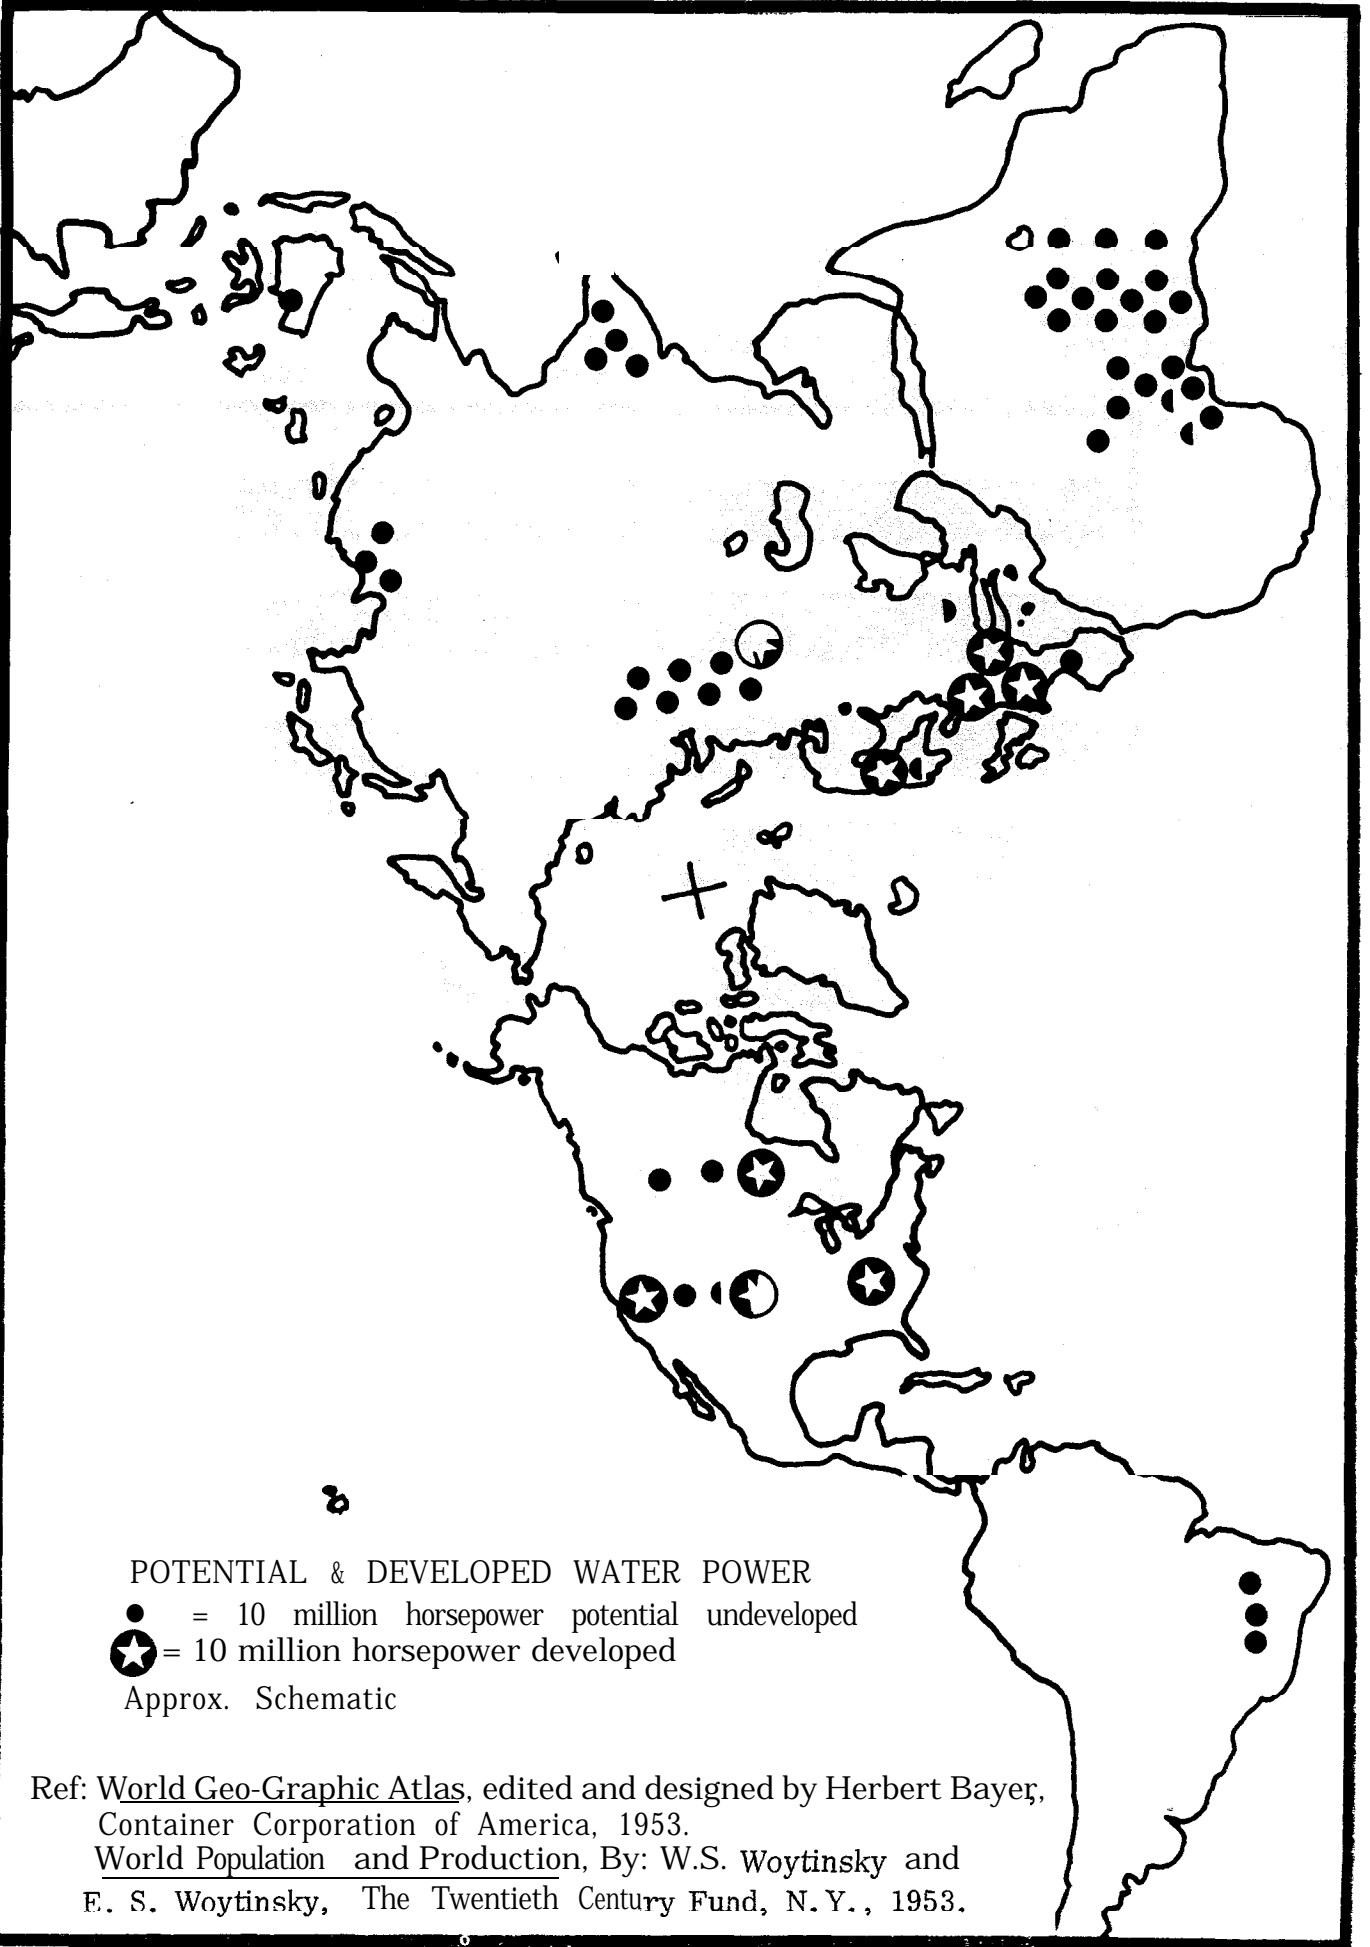 POTENTIAL & DEVELOPED WATER POWER
= 10 million horsepower potential undeveloped
= 10 million horsepower developed
Approx. Schematic
Ref: World Geo-Graphic Atlas, edited and designed by Herbert Bayer,,
Container Corporation of America, 1953.
World Population and Production, By: W.S. Woytinsky and
E. S. Woytinsky, The Twentieth Century Fund, N.Y., 1953.